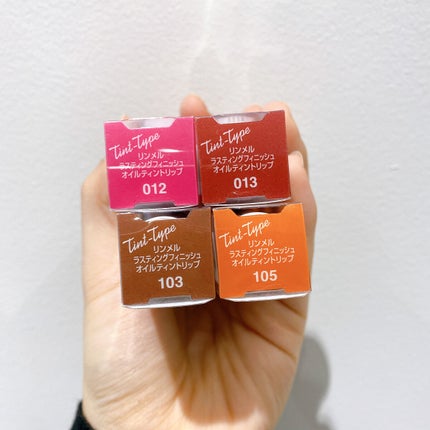 Tint-Type
リンメル
ラスティングフィニッシュ
オイルティントリップ
012
Tint-Type
リンメル
ラスティングフィニッシュ
オイルティントリップ
013
Tint-Type
リンメル
ラスティングフィニッシュ
オイルティントリップ
103
Tint-Type
リンメル
ラスティングフィニッシュ
オイルティントリップ
105